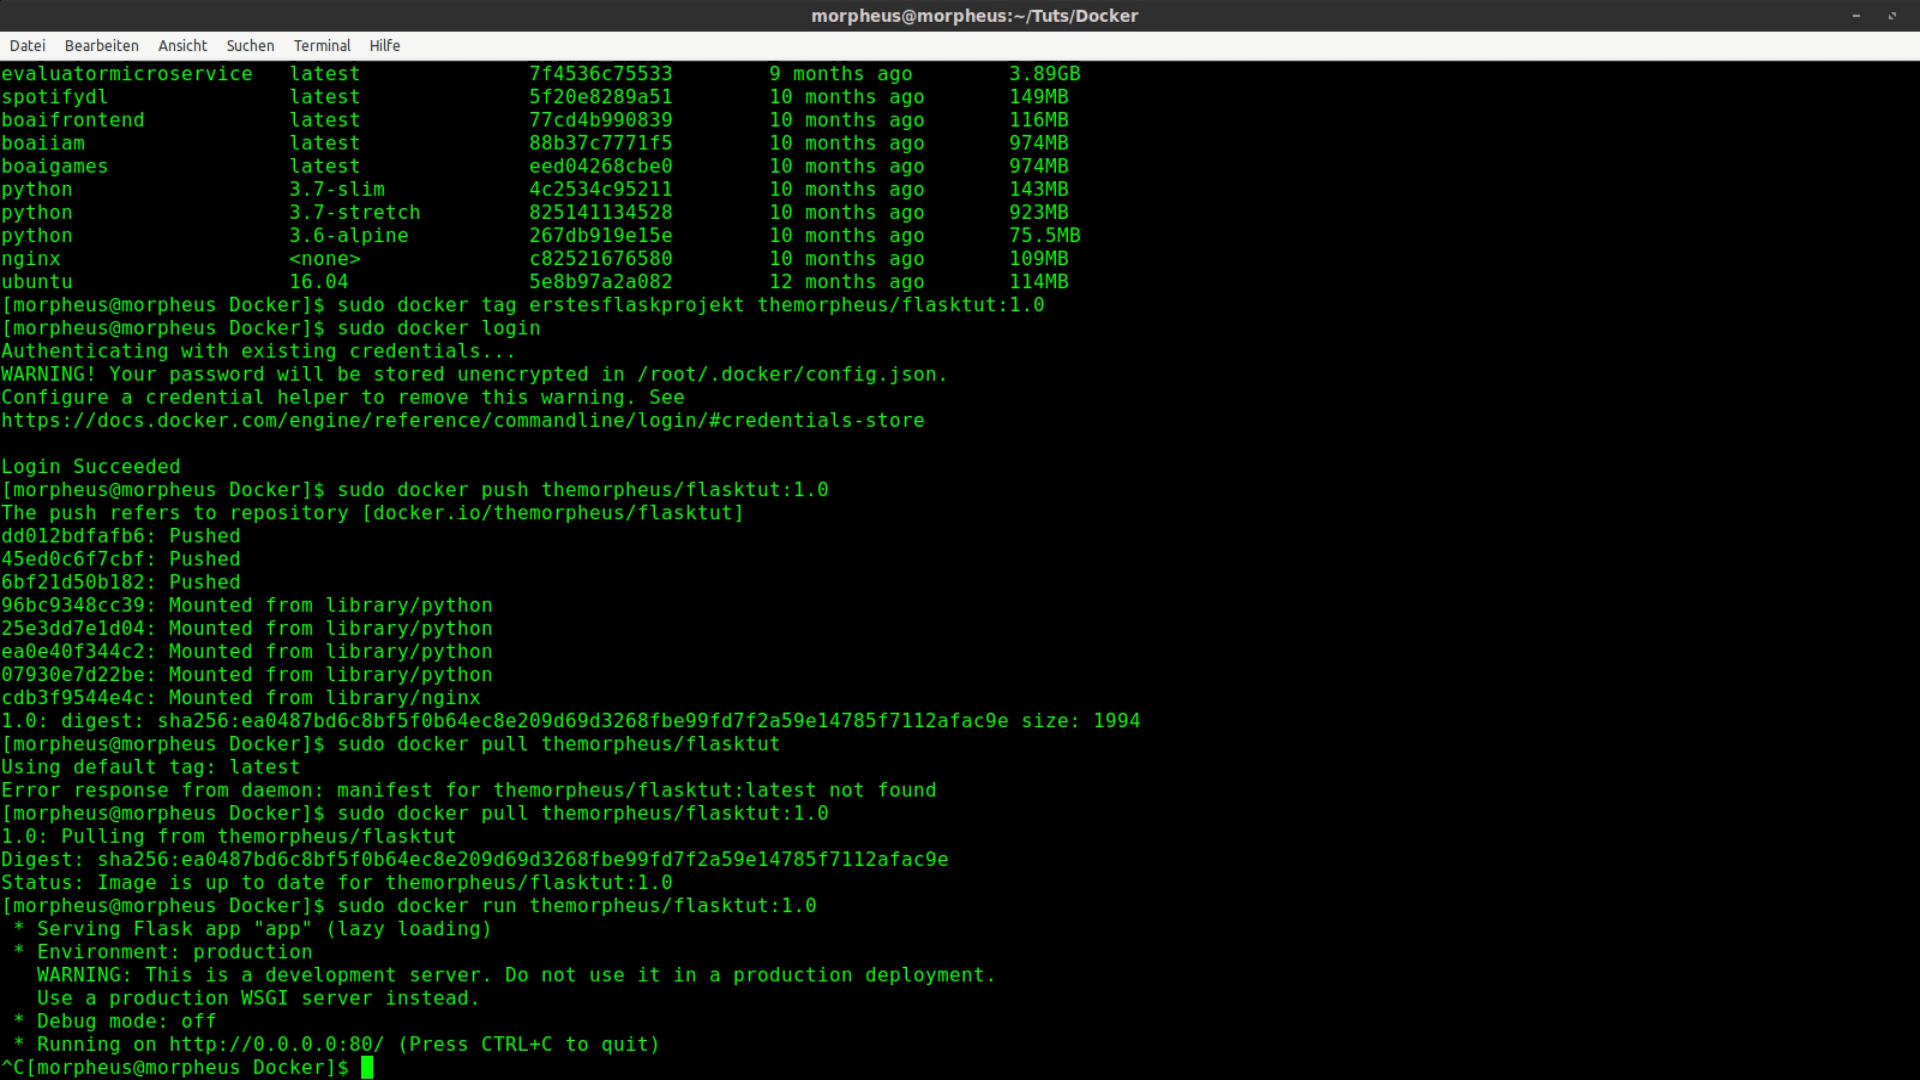 morpheus@morpheus:~/Tuts/Docker
Datei Bearbeiten Ansicht Suchen Terminal Hilfe
evaluatormicroservice latest 7f4536c75533 9 months ago 3.89GB
spotifydl latest 5f20e8289a51 10 months ago 149MB
boaifrontend latest 77cd4b990839 10 months ago 116MB
boaiiam latest 88b37c7771f5 10 months ago 974MB
boaigames latest eed04268cbe0 10 months ago 974MB
python 3.7-slim 4c2534c95211 10 months ago 143MB
python 3.7-stretch 825141134528 10 months ago 923MB
python 3.6-alpine 267db919e15e 10 months ago 75.5MB
nginx <none> c82521676580 10 months ago 109MB
ubuntu 16.04 5e8b97a2a082 12 months ago 114MB
[morpheus@morpheus Docker]$ sudo docker tag erstesflaskprojekt themorpheus/flasktut:1.0
[morpheus@morpheus Docker]$ sudo docker login
Authenticating with existing credentials...
WARNING! Your password will be stored unencrypted in /root/.docker/config.json.
Configure a credential helper to remove this warning. See
https://docs.docker.com/engine/reference/commandline/login/#credentials-store
Login Succeeded
[morpheus@morpheus Docker]$ sudo docker push themorpheus/flasktut:1.0
The push refers to repository [docker.io/themorpheus/flasktut]
dd012bdfafb6: Pushed
45ed0c6f7cbf: Pushed
6bf21d50b182: Pushed
96bc9348cc39: Mounted from library/python
25e3dd7e1d04: Mounted from library/python
ea0e40f344c2: Mounted from library/python
07930e7d22be: Mounted from library/python
cdb3f9544e4c: Mounted from library/nginx
1.0: digest: sha256:ea0487bd6c8bf5f0b64ec8e209d69d3268fbe99fd7f2a59e14785f7112afac9e size: 1994
[morpheus@morpheus Docker]$ sudo docker pull themorpheus/flasktut
Using default tag: latest
Error response from daemon: manifest for themorpheus/flasktut:latest not found
[morpheus@morpheus Docker]$ sudo docker pull themorpheus/flasktut:1.0
1.0: Pulling from themorpheus/flasktut
Digest: sha256:ea0487bd6c8bf5f0b64ec8e209d69d3268fbe99fd7f2a59e14785f7112afac9e
Status: Image is up to date for themorpheus/flasktut:1.0
[morpheus@morpheus Docker]$ sudo docker run themorpheus/flasktut:1.0
* Serving Flask app "app" (lazy loading)
* Environment: production
WARNING: This is a development server. Do not use it in a production deployment.
Use a production WSGI server instead.
* Debug mode: off
* Running on http://0.0.0.0:80/ (Press CTRL+C to quit)
^C[morpheus@morpheus Docker]$